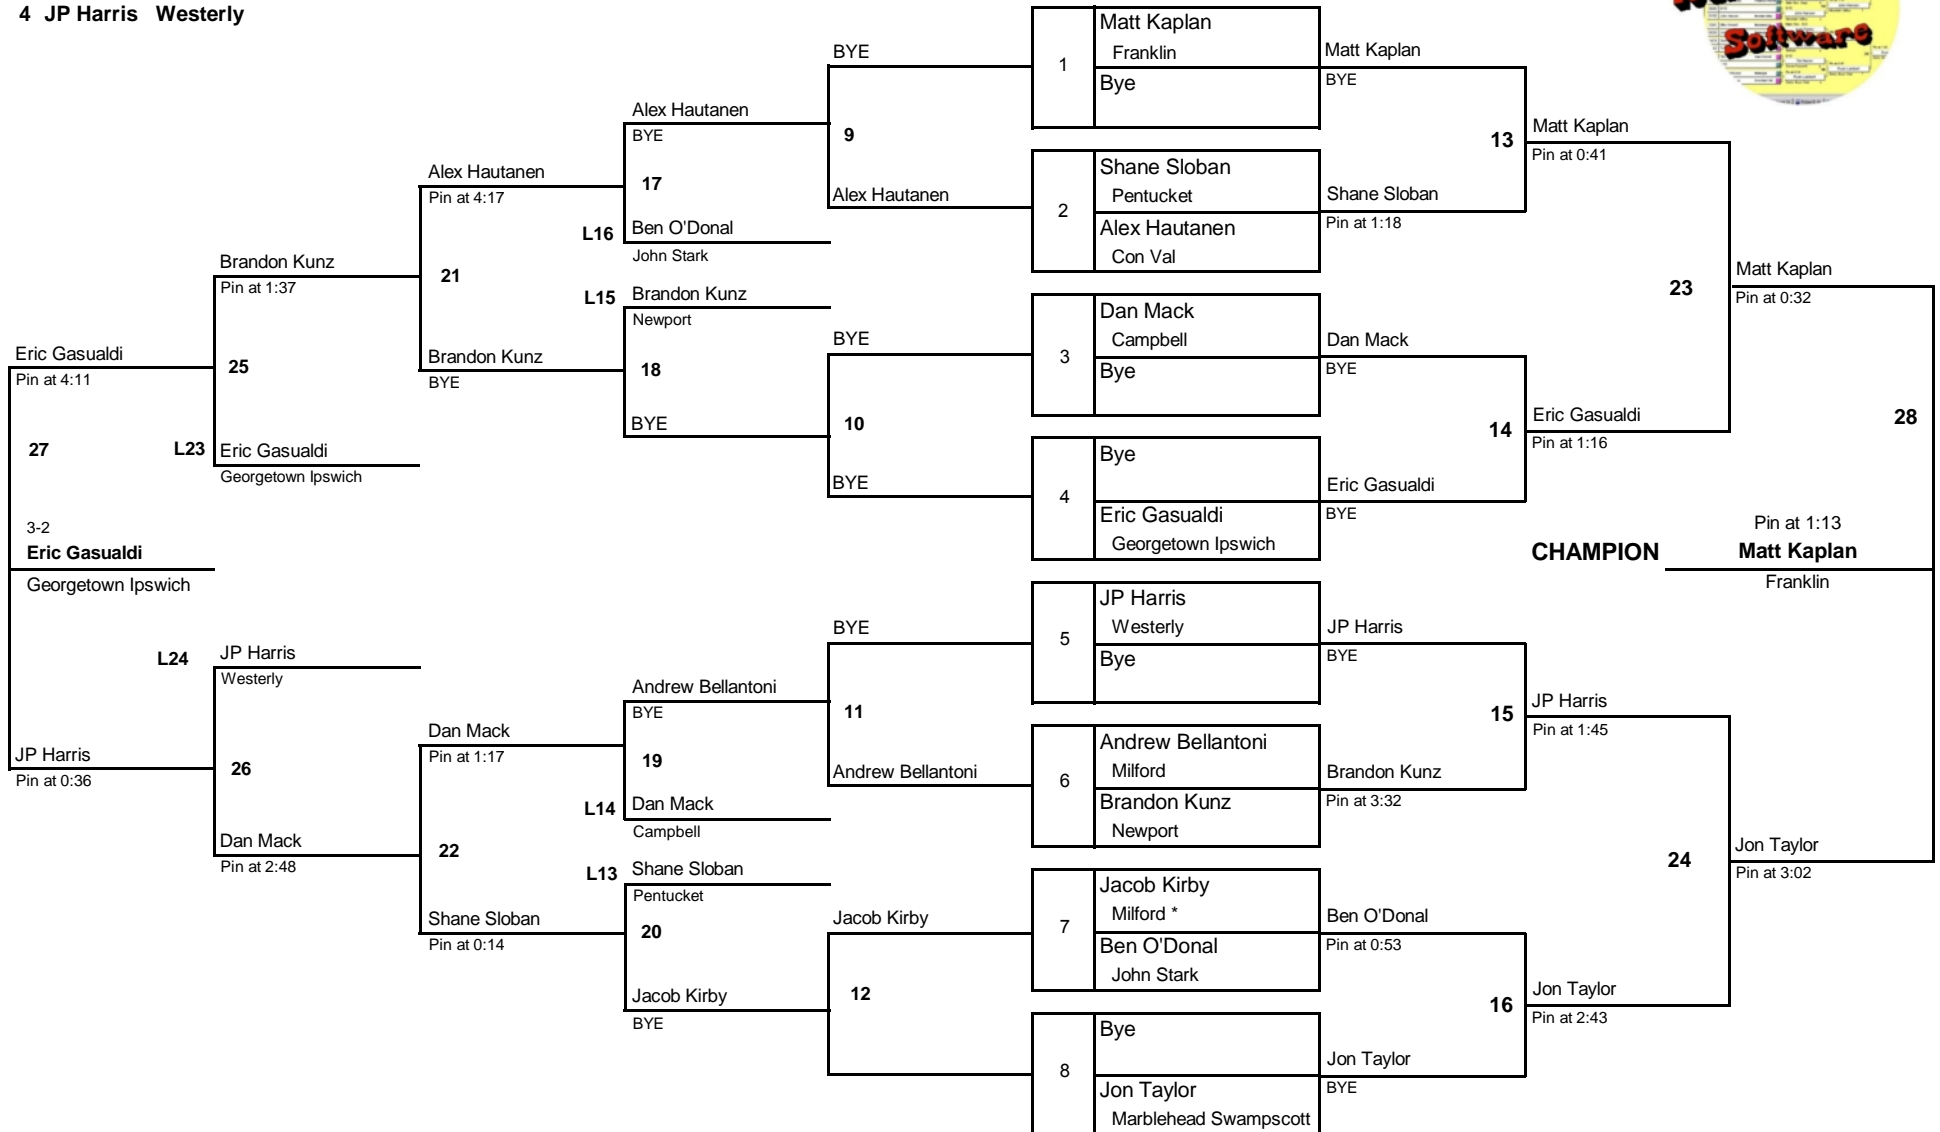 4 JP Harris Westerly
Software
BYE
Alex Hautanen
BYE
9
Alex Hautanen
17
Alex Hautanen
Pin at 4:17
L16
Ben O'Donal
John Stark
Brandon Kunz
Pin at 1:37
21
L15
Brandon Kunz
Newport
Eric Gasualdi
Pin at 4:11
25
Brandon Kunz
BYE
18
BYE
BYE
10
BYE
27
L23
Eric Gasualdi
Georgetown Ipswich
3-2
Eric Gasualdi
Georgetown Ipswich
L24
JP Harris
Westerly
JP Harris
Pin at 0:36
26
Dan Mack
Pin at 2:48
Dan Mack
Pin at 1:17
22
Shane Sloban
Pin at 0:14
Andrew Bellantoni
BYE
19
L14
Dan Mack
Campbell
L13
Shane Sloban
Pentucket
20
Jacob Kirby
BYE
BYE
11
Andrew Bellantoni
Jacob Kirby
12
1
Matt Kaplan
Franklin
Bye
2
Shane Sloban
Pentucket
Alex Hautanen
Con Val
3
Dan Mack
Campbell
Bye
4
Bye
Eric Gasualdi
Georgetown Ipswich
5
JP Harris
Westerly
Bye
6
Andrew Bellantoni
Milford
Brandon Kunz
Newport
7
Jacob Kirby
Milford *
Ben O'Donal
John Stark
8
Bye
Jon Taylor
Marblehead Swampscott
Matt Kaplan
BYE
13
Shane Sloban
Pin at 1:18
Dan Mack
BYE
14
Eric Gasualdi
BYE
JP Harris
BYE
15
Brandon Kunz
Pin at 3:32
Ben O'Donal
Pin at 0:53
16
Jon Taylor
BYE
Matt Kaplan
Pin at 0:41
23
Eric Gasualdi
Pin at 1:16
JP Harris
Pin at 1:45
24
Jon Taylor
Pin at 2:43
Matt Kaplan
Pin at 0:32
28
Pin at 1:13
CHAMPION
Matt Kaplan
Franklin
Jon Taylor
Pin at 3:02